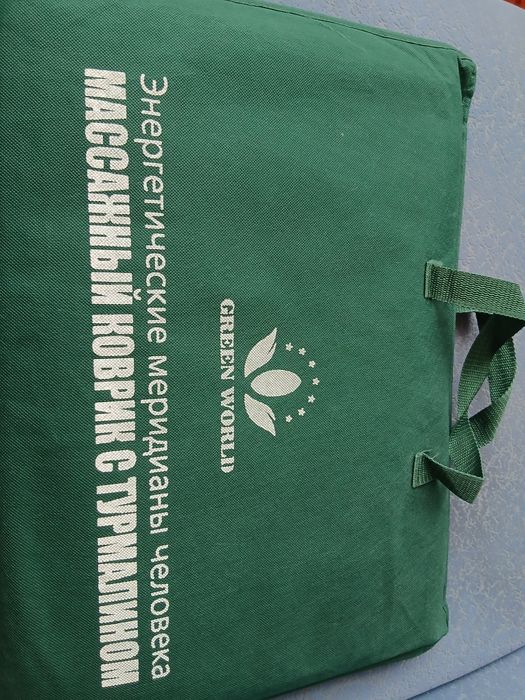 GREEN WORLD
Энергетические меридианы человека
МАССАЖНЫЙ КОВРИК С ТУРМАЛИНОМ